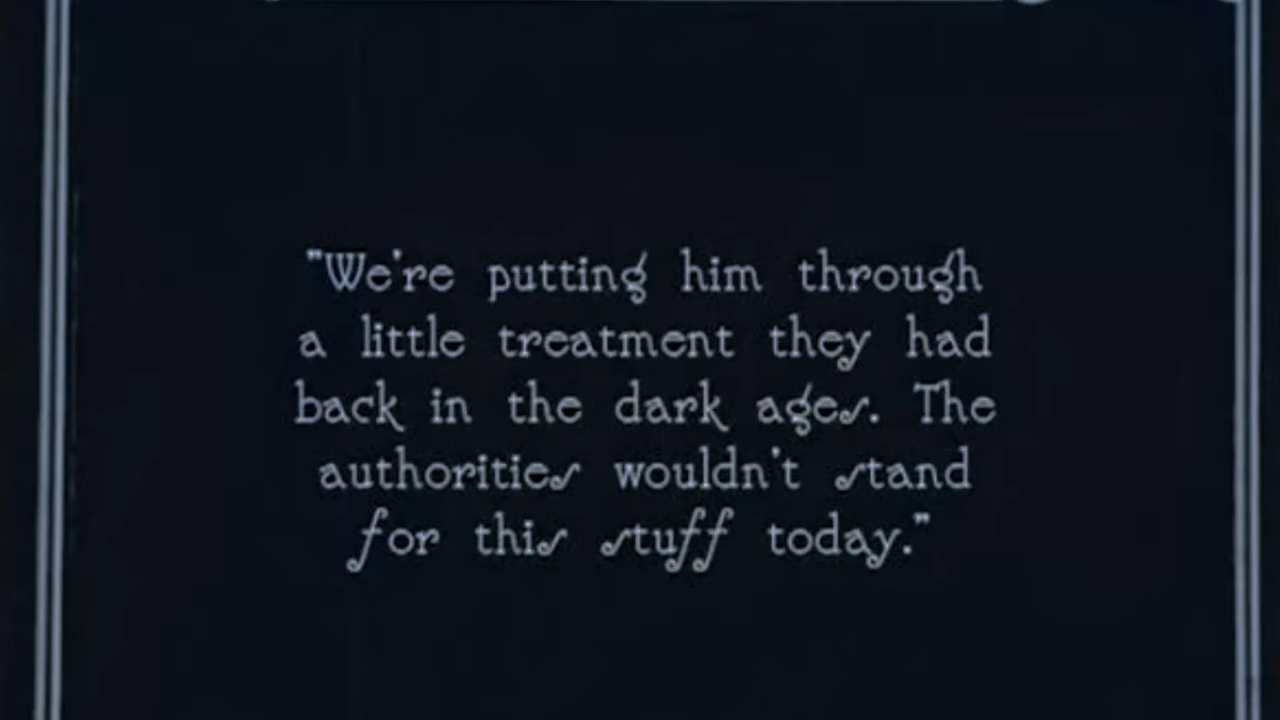 "We're putting him through
a little treatment they had
back in the dark ages. The
authorities wouldn't stand
for this stuff today."